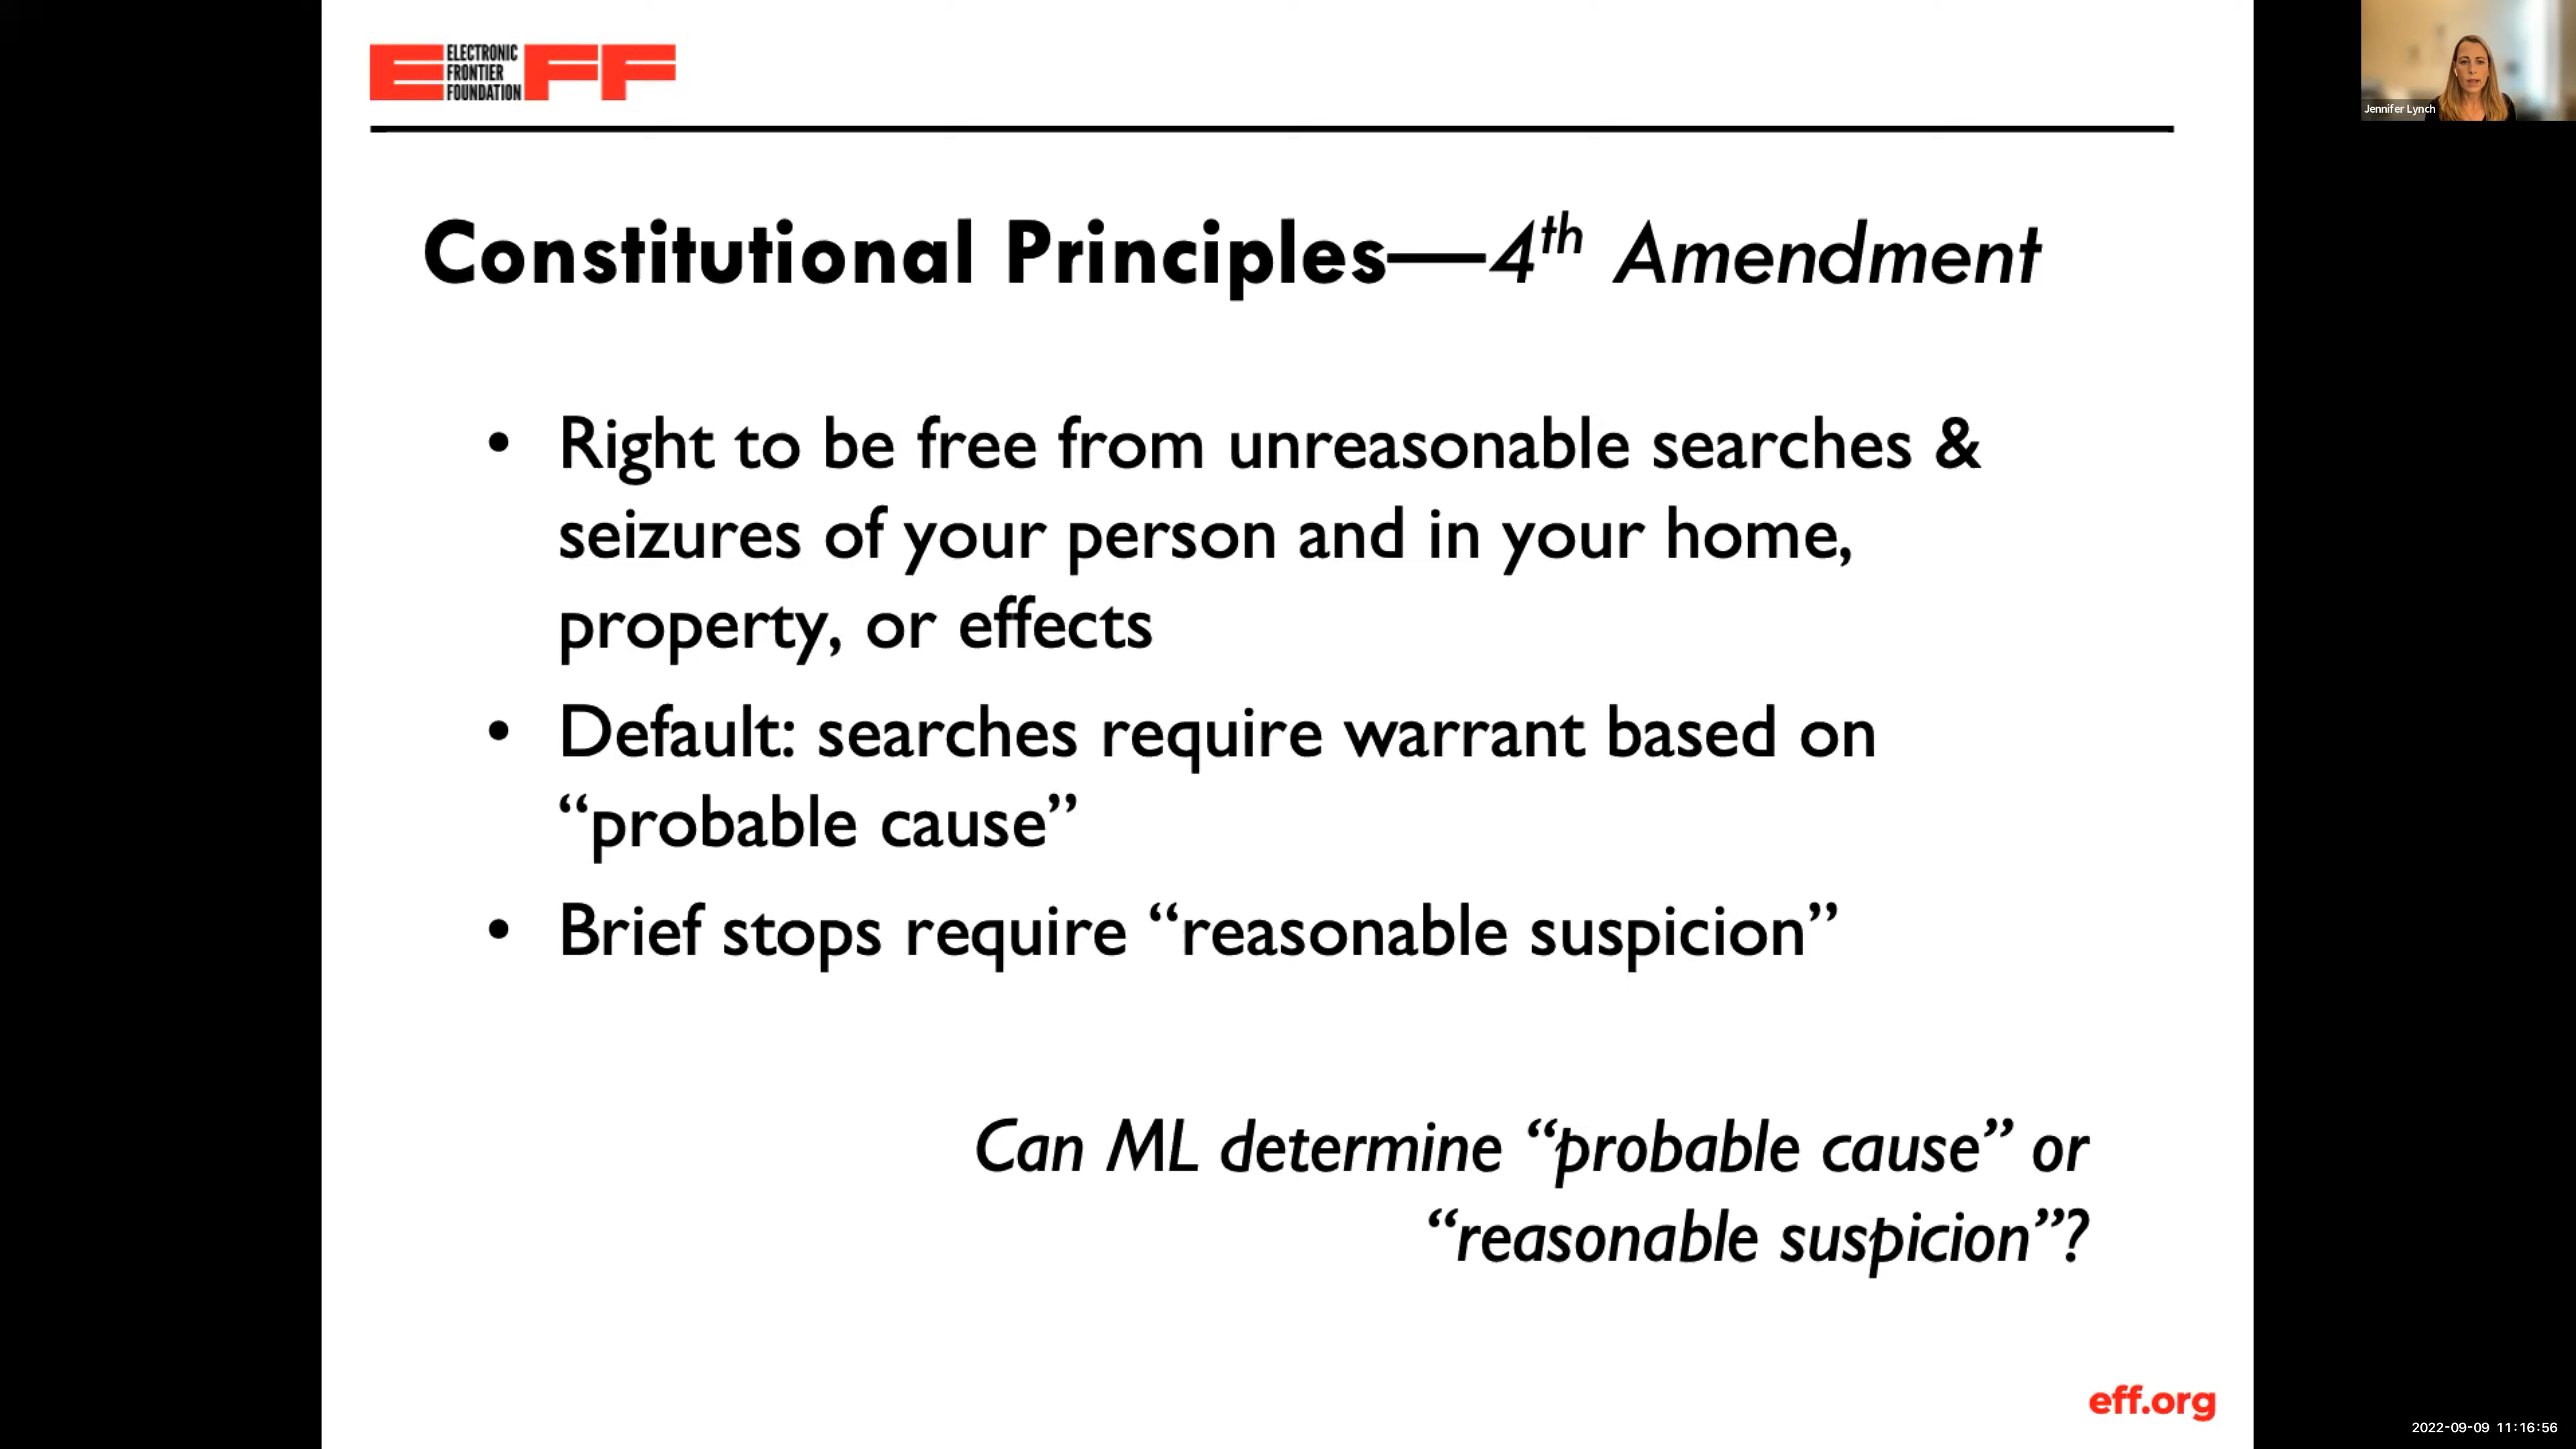 ELECTRONIC
FRONTIER
FOUNDATION
EFF
Jennifer Lynch
Constitutional Principles—4th Amendment
• Right to be free from unreasonable searches &
seizures of your person and in your home,
property, or effects
• Default: searches require warrant based on
“probable cause”
• Brief stops require “reasonable suspicion”
Can ML determine “probable cause” or
“reasonable suspicion”?
eff.org
2022-09-09 11:16:56